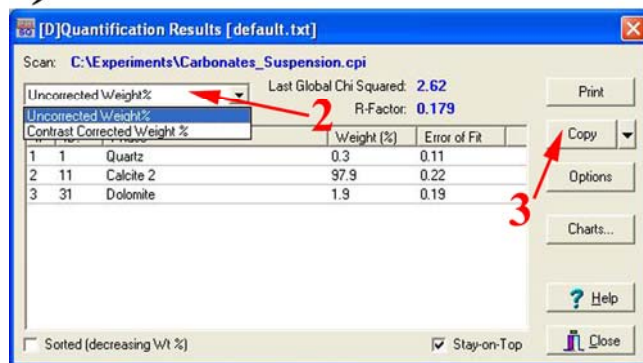 [D]Quantification Results [default.txt]
Scan: C:\Experiments\Carbonates_Suspension.cpi
Uncorrected Weight% Last Global Chi Squared: 2.62 Print
Uncorrected Weight% 2 R-Factor: 0.179
Contrast Corrected Weight % Copy
Weight (%) Error of Fit
1 1 Quartz 0.3 0.11
2 11 Calcite 2 97.9 0.22 Options
3 31 Dolomite 1.9 0.19 3
Charts...
? Help
Sorted (decreasing Wt %) Stay-on-Top Close